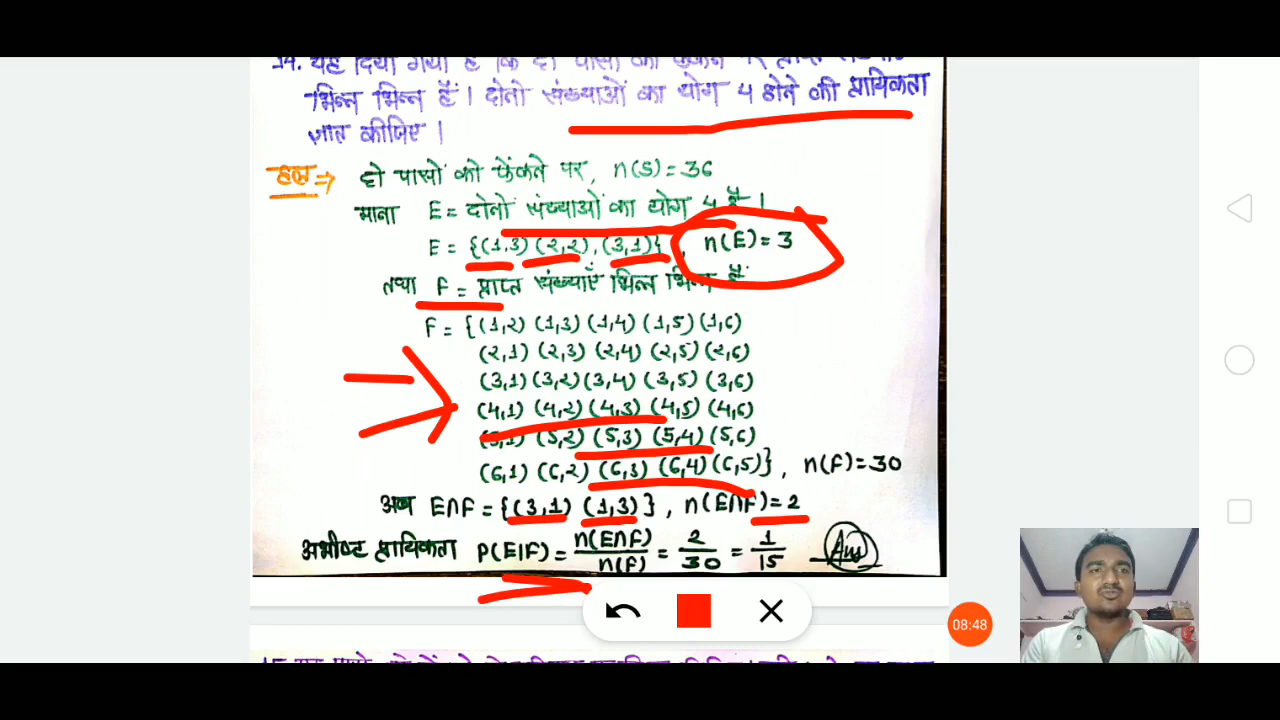 14. यह दिया गया है कि दो पासों को फेंकने पर प्राप्त संख्याएँ
भिन्न भिन्न हैं। दोनो संख्याओं का योग 4 होने की प्रायिकता
ज्ञात कीजिए।
हल⇒ दो पासों को फेंकने पर, n(S)=36
माना E= दोनो संख्याओं का योग 4 है।
E= {(1,3) (2,2), (3,1)}, n(E)=3
तथा F= प्राप्त संख्याएँ भिन्न भिन्न हैं
F= {(1,2) (1,3) (1,4) (1,5) (1,6)
(2,1) (2,3) (2,4) (2,5) (2,6)
(3,1) (3,2) (3,4) (3,5) (3,6)
(4,1) (4,2) (4,3) (4,5) (4,6)
(5,1) (5,2) (5,3) (5,4) (5,6)
(6,1) (6,2) (6,3) (6,4) (6,5)}, n(F)=30
अब E∩F = {(3,1) (1,3)}, n(E∩F)=2
अभीष्ट प्रायिकता P(E|F)= n(E∩F)/n(F) = 2/30 = 1/15 Ans
08:48